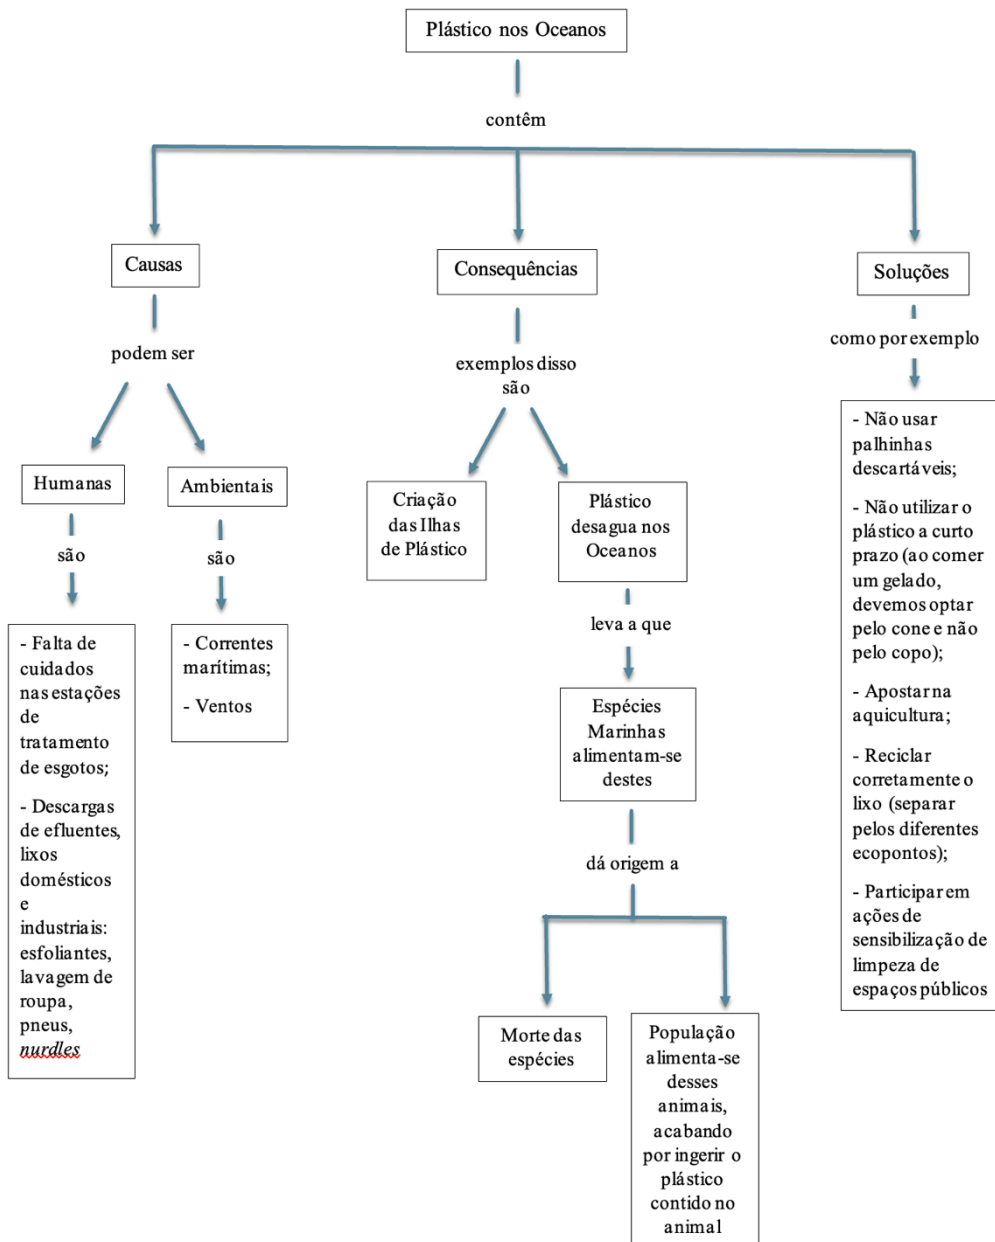 Plástico nos Oceanos
contêm
Causas
Consequências
Soluções
podem ser
exemplos disso
são
como por exemplo
Humanas
Ambientais
Criação
das Ilhas
de Plástico
Plástico
desagua nos
Oceanos
- Não usar
palhinhas
descartáveis;
- Não utilizar o
plástico a curto
prazo (ao comer
um gelado,
devemos optar
pelo cone e não
pelo copo);
- Apostar na
aquicultura;
- Reciclar
corretamente o
lixo (separar
pelos diferentes
ecopontos);
- Participar em
ações de
sensibilização de
limpeza de
espaços públicos
são
são
- Falta de
cuidados
nas estações
de
tratamento
de esgotos;
- Descargas
de efluentes,
lixos
domésticos
e
industriais:
esfoliantes,
lavagem de
roupa,
pneus,
nurdles
- Correntes
marítimas;
- Ventos
leva a que
Espécies
Marinhas
alimentam-se
destes
dá origem a
Morte das
espécies
População
alimenta-se
desses
animais,
acabando
por ingerir o
plástico
contido no
animal